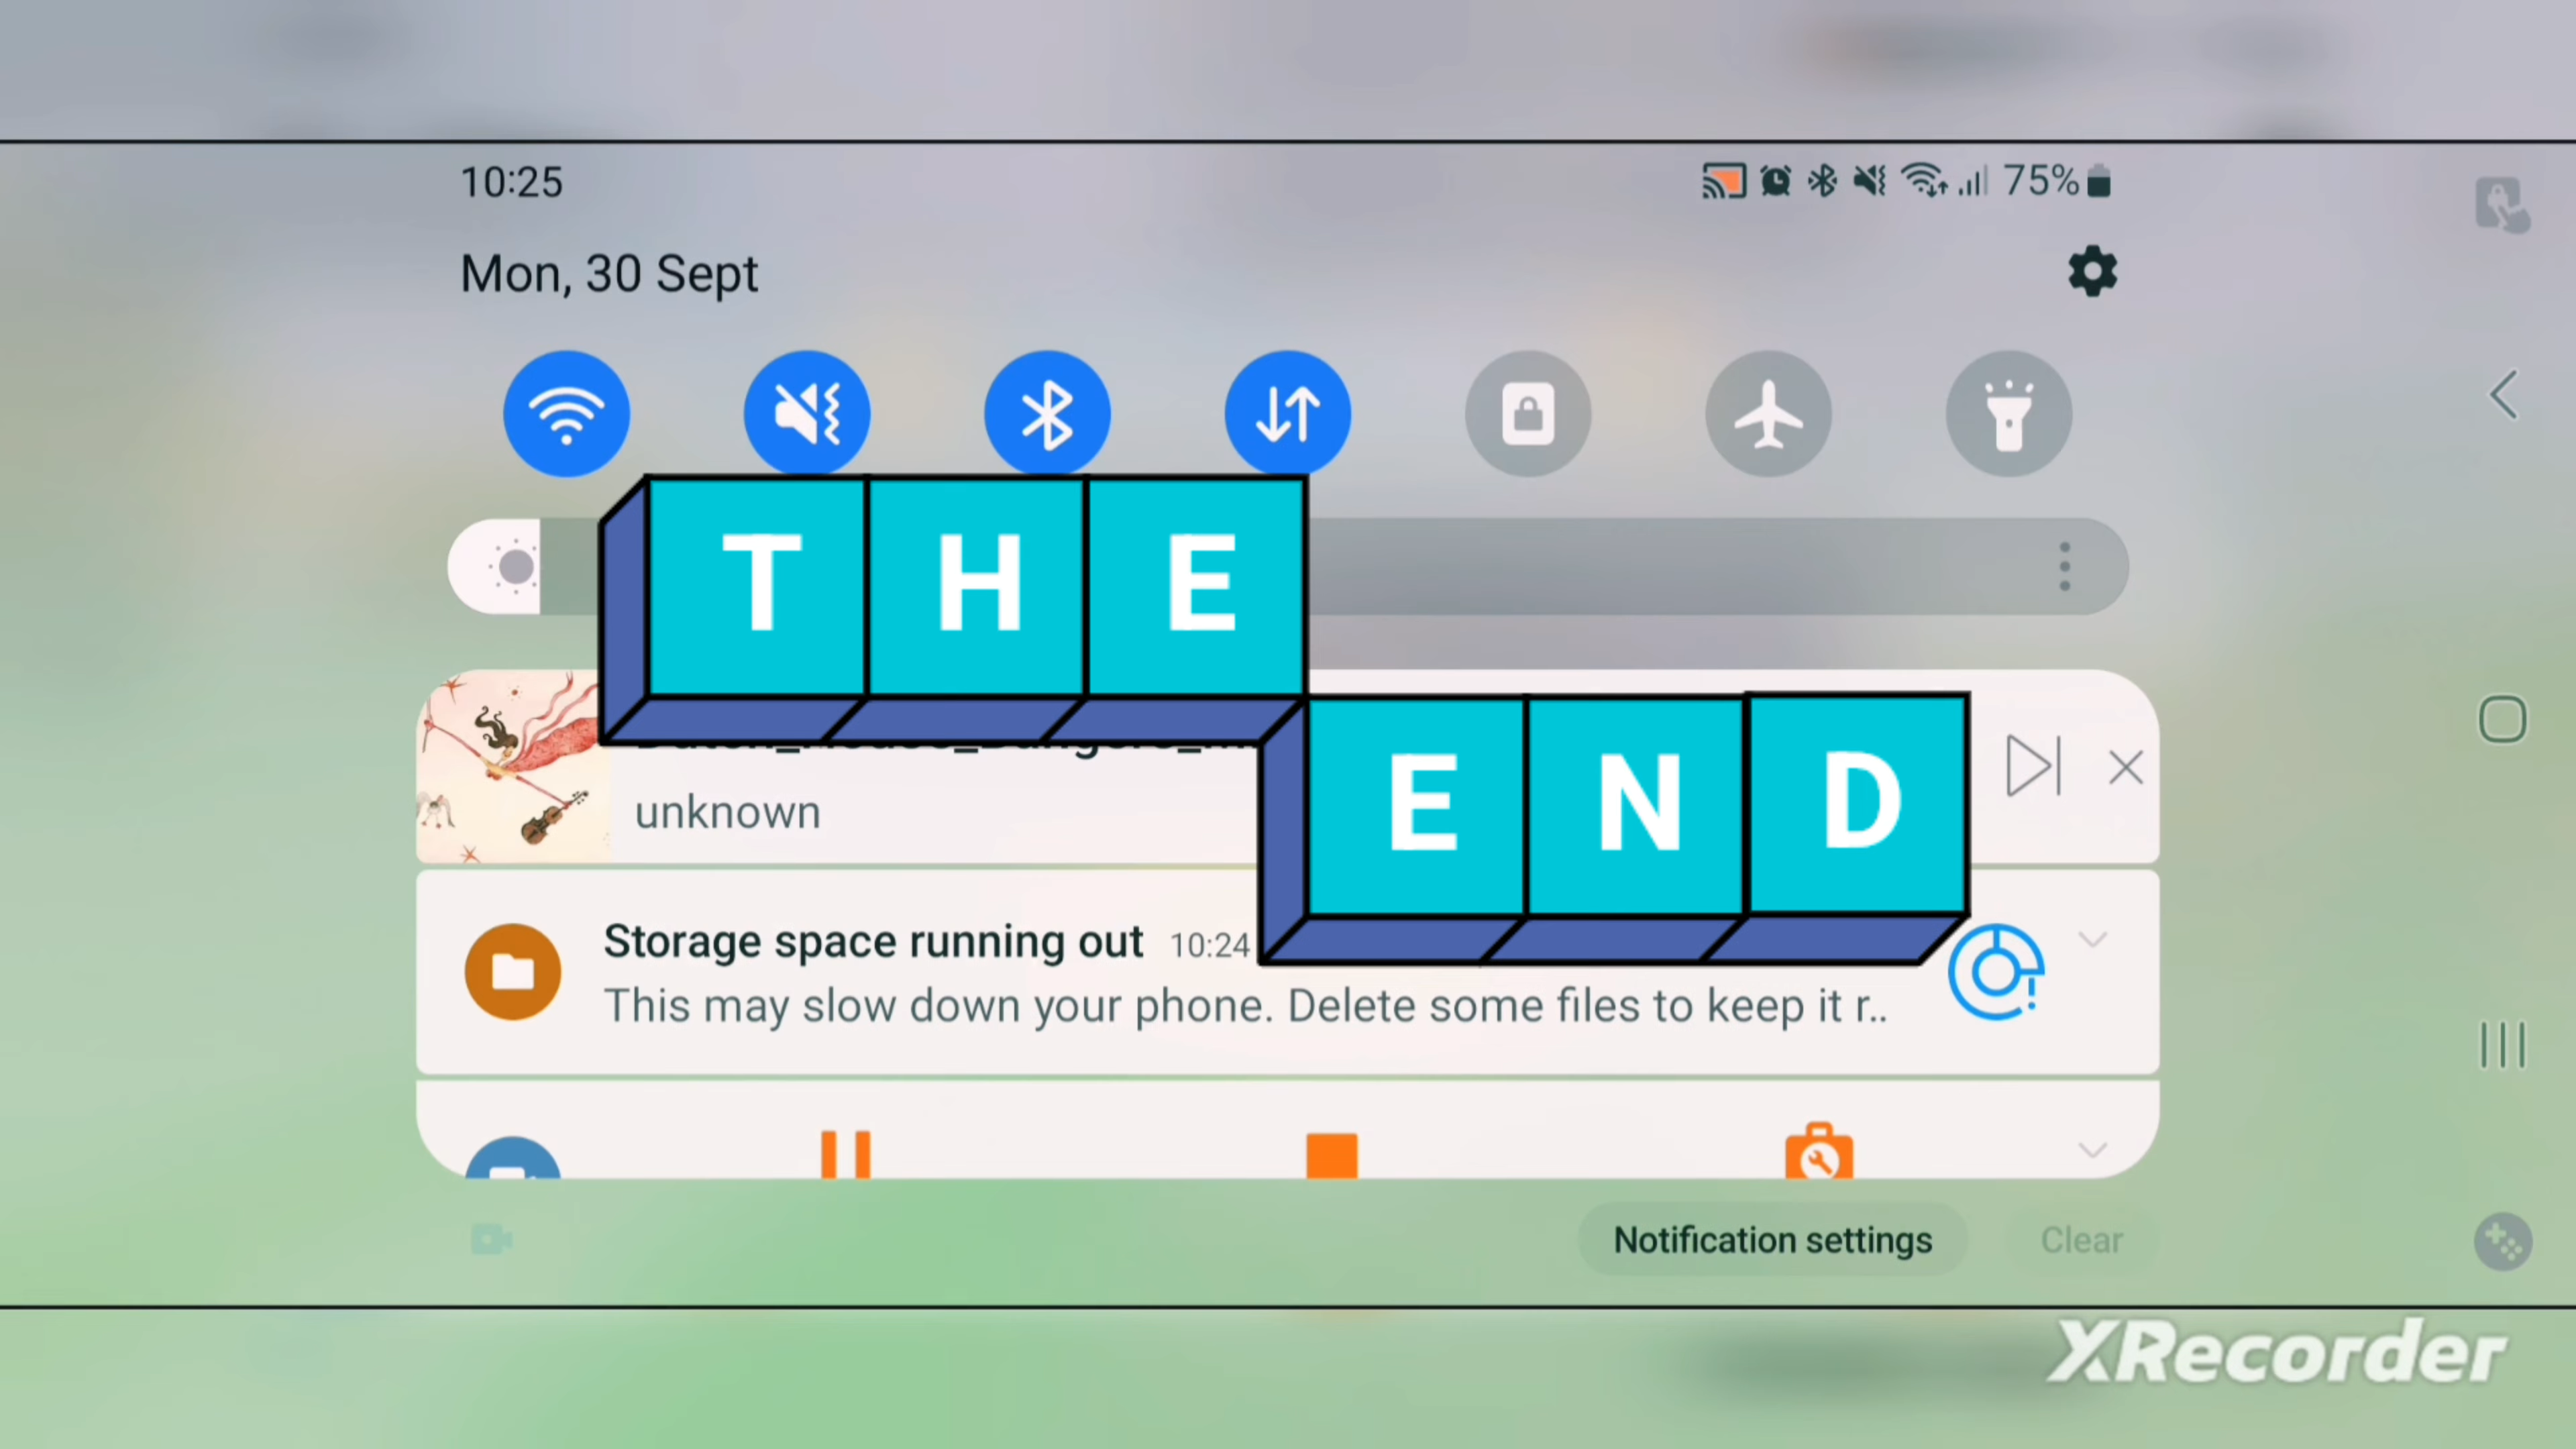 10:25
75%
Mon, 30 Sept
THE
END
unknown
Storage space running out 10:24
This may slow down your phone. Delete some files to keep it r..
Notification settings
Clear
XRecorder